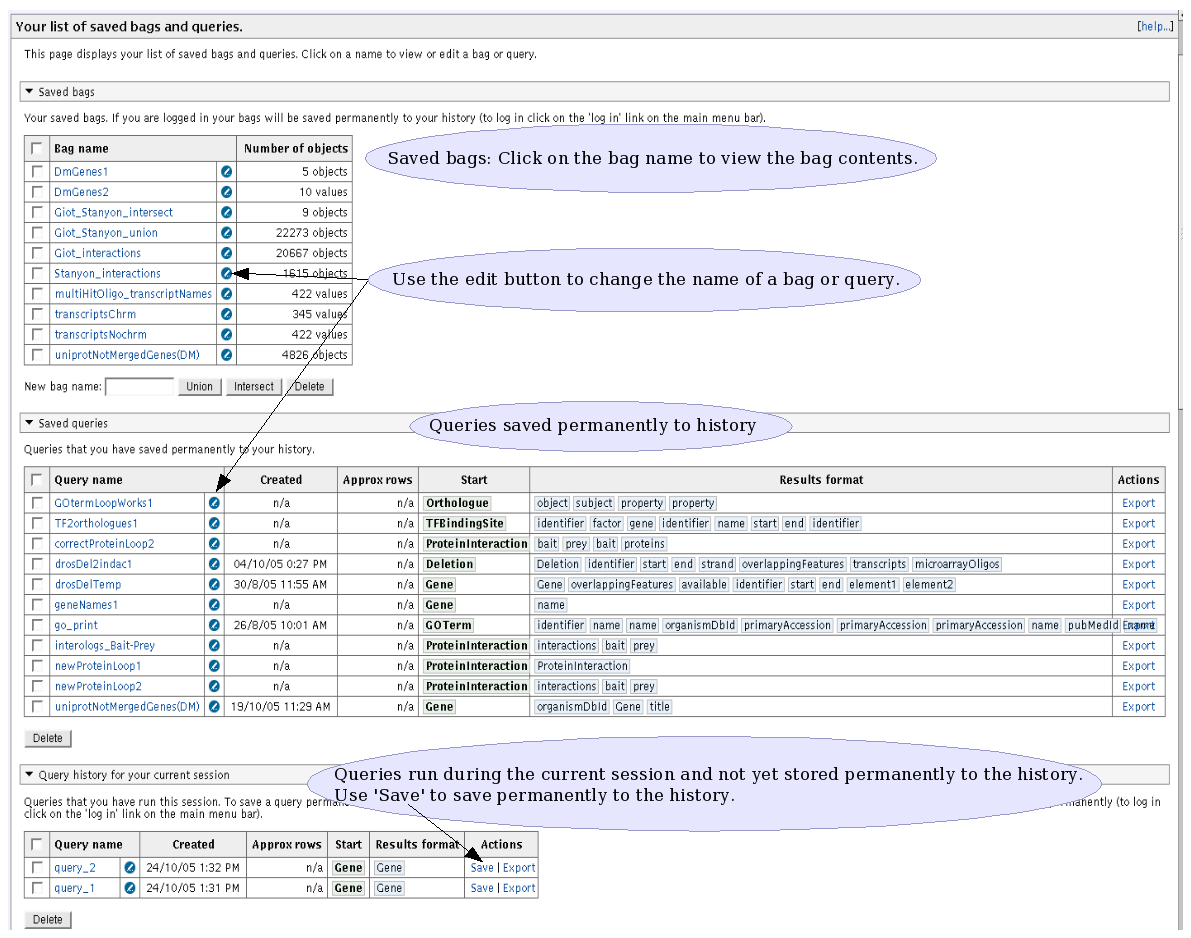 Your list of saved bags and queries. [help...]
This page displays your list of saved bags and queries. Click on a name to view or edit a bag or query.
Saved bags
Your saved bags. If you are logged in your bags will be saved permanently to your history (to log in click on the 'log in' link on the main menu bar).
Bag name Number of objects
Saved bags: Click on the bag name to view the bag contents.
DmGenes1 5 objects
DmGenes2 10 values
Giot_Stanyon_intersect 9 objects
Giot_Stanyon_union 22273 objects
Giot_interactions 20667 objects
Stanyon_interactions 1615 objects
Use the edit button to change the name of a bag or query.
multiHitOligo_transcriptNames 422 values
transcriptsChrm 345 values
transcriptsNochrm 422 values
uniprotNotMergedGenes(DM) 4826 objects
New bag name: Union Intersect Delete
Saved queries
Queries saved permanently to history
Queries that you have saved permanently to your history.
Query name Created Approx rows Start Results format Actions
GOtermLoopWorks1 n/a n/a Orthologue object subject property property Export
TF2orthologues1 n/a n/a TFBindingSite identifier factor gene identifier name start end identifier Export
correctProteinLoop2 n/a n/a ProteinInteraction bait prey bait proteins Export
drosDel2indac1 04/10/05 0:27 PM n/a Deletion Deletion identifier start end strand overlappingFeatures transcripts microarrayOligos Export
drosDelTemp 30/8/05 11:55 AM n/a Gene Gene overlappingFeatures available identifier start end element1 element2 Export
geneNames1 n/a n/a Gene name Export
go_print 26/8/05 10:01 AM n/a GOTerm identifier name name organismDbId primaryAccession primaryAccession primaryAccession name pubMedId Export
interologs_Bait-Prey n/a n/a ProteinInteraction interactions bait prey Export
newProteinLoop1 n/a n/a ProteinInteraction ProteinInteraction Export
newProteinLoop2 n/a n/a ProteinInteraction interactions bait prey Export
uniprotNotMergedGenes(DM) 19/10/05 11:29 AM n/a Gene organismDbId Gene title Export
Delete
Query history for your current session
Queries run during the current session and not yet stored permanently to the history.
Use 'Save' to save permanently to the history.
Queries that you have run this session. To save a query (to log in
click on the 'log in' link on the main menu bar).
Query name Created Approx rows Start Results format Actions
query_2 24/10/05 1:32 PM n/a Gene Gene Save | Export
query_1 24/10/05 1:31 PM n/a Gene Gene Save | Export
Delete